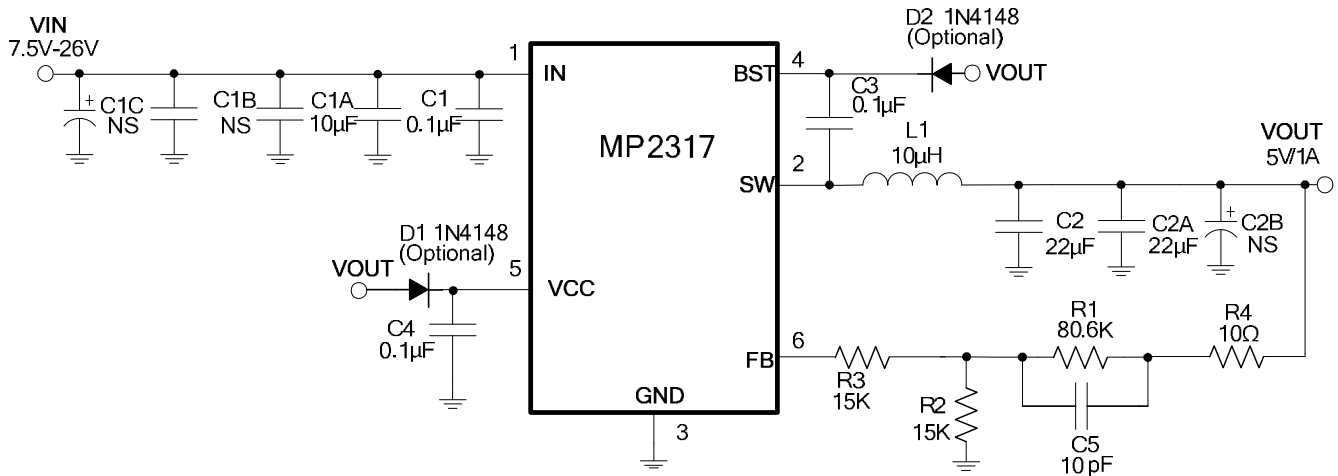 VIN
7.5V-26V
C1C
NS
C1B
NS
C1A
10µF
C1
0.1µF
1
IN
MP2317
BST
4
D2 1N4148
(Optional)
VOUT
C3
0.1µF
L1
10µH
SW
2
VOUT
5V/1A
C2
22µF
C2A
22µF
+
C2B
NS
+
D1 1N4148
(Optional)
VOUT
5
VCC
C4
0.1µF
FB
6
R3
15K
R2
15K
R1
80.6K
C5
10pF
R4
10Ω
GND
3